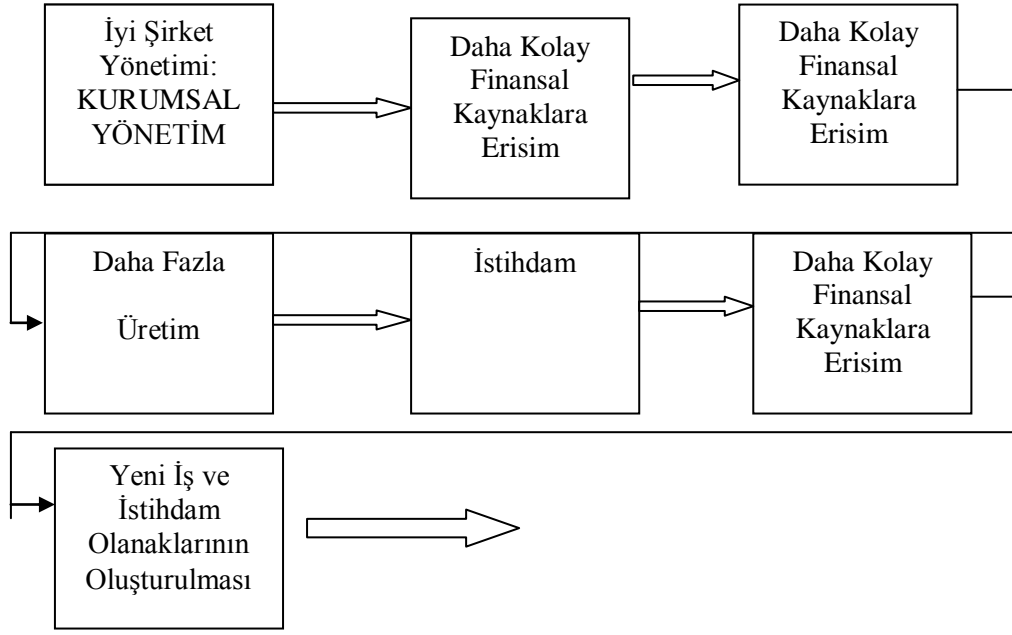 İyi Şirket
Yönetimi:
KURUMSAL
YÖNETİM
Daha Kolay
Finansal
Kaynaklara
Erisim
Daha Kolay
Finansal
Kaynaklara
Erisim
Daha Fazla
Üretim
İstihdam
Daha Kolay
Finansal
Kaynaklara
Erisim
Yeni İş ve
İstihdam
Olanaklarının
Oluşturulması